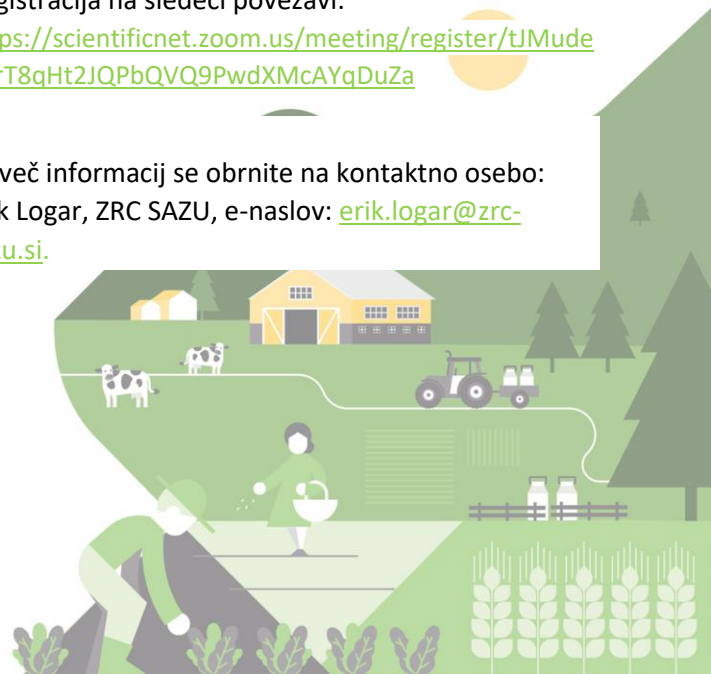 gistracija na sledeči povezavi:
ps://scientificnet.zoom.us/meeting/register/tJMude
rT8qHt2JQPbQVQ9PwdXMcAYqDuZa
več informacij se obrnite na kontaktno osebo:
k Logar, ZRC SAZU, e-naslov: erik.logar@zrc-
u.si.